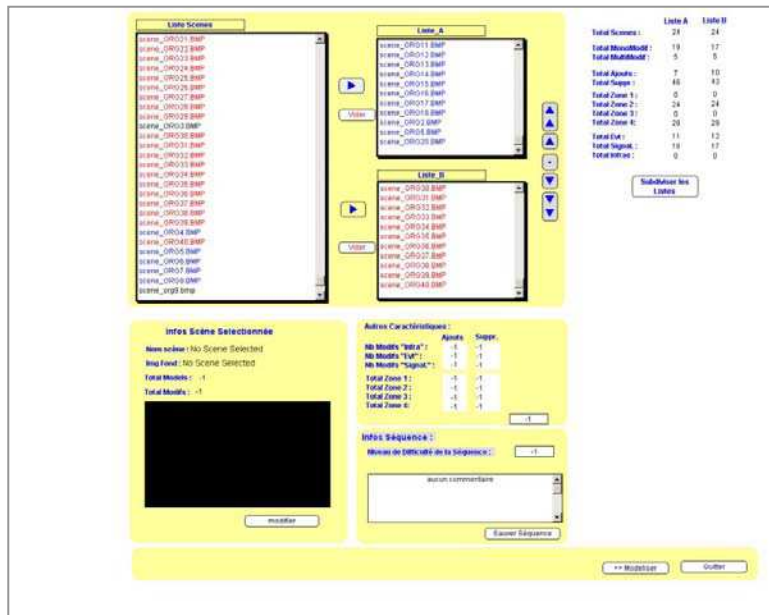 Liste Scenes
scene_ORG21.BMP
scene_ORG22.BMP
scene_ORG23.BMP
scene_ORG24.BMP
scene_ORG25.BMP
scene_ORG26.BMP
scene_ORG27.BMP
scene_ORG28.BMP
scene_ORG29.BMP
scene_ORG3.BMP
scene_ORG30.BMP
scene_ORG31.BMP
scene_ORG32.BMP
scene_ORG33.BMP
scene_ORG34.BMP
scene_ORG35.BMP
scene_ORG36.BMP
scene_ORG37.BMP
scene_ORG38.BMP
scene_ORG39.BMP
scene_ORG4.BMP
scene_ORG40.BMP
scene_ORG5.BMP
scene_ORG6.BMP
scene_ORG7.BMP
scene_ORG8.BMP
scene_org9.bmp
Vider
Liste_A
scene_ORG11.BMP
scene_ORG12.BMP
scene_ORG13.BMP
scene_ORG14.BMP
scene_ORG15.BMP
scene_ORG16.BMP
scene_ORG17.BMP
scene_ORG18.BMP
scene_ORG19.BMP
scene_ORG2.BMP
scene_ORG20.BMP
Vider
Liste_B
scene_ORG30.BMP
scene_ORG31.BMP
scene_ORG32.BMP
scene_ORG33.BMP
scene_ORG34.BMP
scene_ORG35.BMP
scene_ORG36.BMP
scene_ORG37.BMP
scene_ORG38.BMP
scene_ORG39.BMP
scene_ORG40.BMP
-
Liste A Liste B
Total Scenes : 24 24
Total MonoModif : 19 17
Total MultiModif : 5 5
Total Ajouts : 7 10
Total Suppr : 46 43
Total Zone 1 : 0 0
Total Zone 2 : 24 24
Total Zone 3 : 0 0
Total Zone 4: 28 28
Total Evt : 11 12
Total Signal. : 18 17
Total Infras : 0 0
Subdiviser les Listes
Infos Scène Selectionnée
Nom scène : No Scene Selected
Img Fond : No Scene Selected
Total Models : -1
Total Modifs : -1
modifier
Autres Caractéristiques :
Ajouts Suppr.
Nb Modifs "Infra" : -1 -1
Nb Modifs "Evt" : -1 -1
Nb Modifs "Signal." : -1 -1
Total Zone 1 : -1 -1
Total Zone 2 : -1 -1
Total Zone 3 : -1 -1
Total Zone 4: -1 -1
-1
Infos Séquence :
Niveau de Difficulté de la Séquence : -1
aucun commentaire
Sauver Séquence
>> Modeliser
Quitter